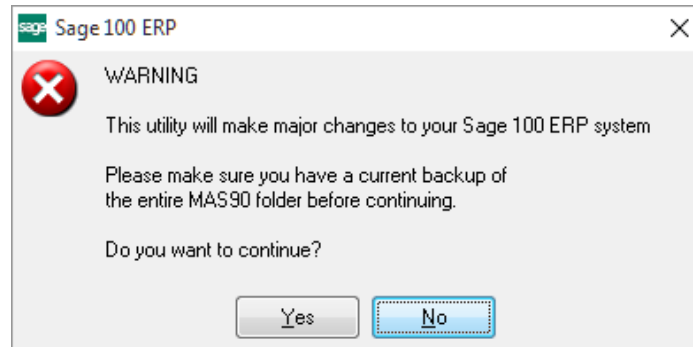 sage Sage 100 ERP
WARNING
This utility will make major changes to your Sage 100 ERP system
Please make sure you have a current backup of
the entire MAS90 folder before continuing.
Do you want to continue?
Yes No